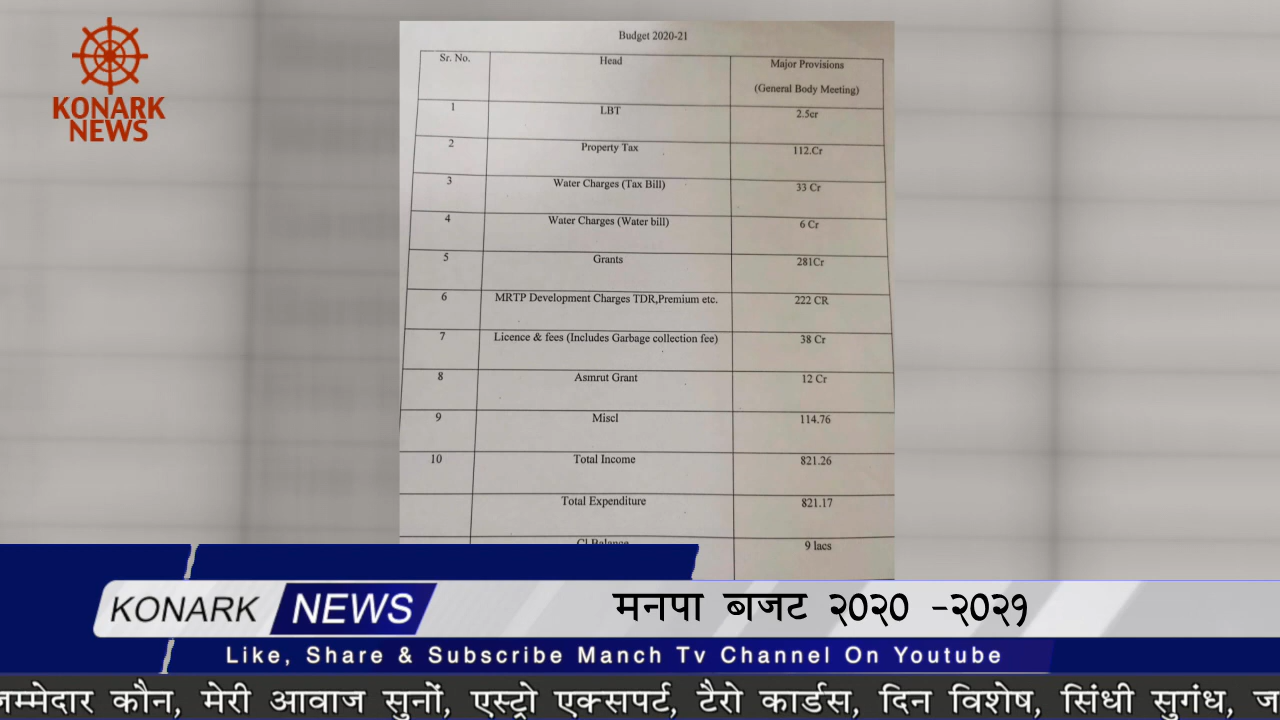 KONARK
NEWS
Budget 2020-21
Sr. No. Head Major Provisions
(General Body Meeting)
1 LBT 2.5cr
2 Property Tax 112.Cr
3 Water Charges (Tax Bill) 33 Cr
4 Water Charges (Water bill) 6 Cr
5 Grants 281Cr
6 MRTP Development Charges TDR,Premium etc. 222 CR
7 Licence & fees (Includes Garbage collection fee) 38 Cr
8 Asmrut Grant 12 Cr
9 Miscl 114.76
10 Total Income 821.26
Total Expenditure 821.17
Cl Balance 9 lacs
KONARK NEWS
मनपा बाजट २०२० -२०२१
Like, Share & Subscribe Manch Tv Channel On Youtube
जम्मेदार कौन, मेरी आवाज सुनों, एस्ट्रो एक्सपर्ट, टैरो कार्डस, दिन विशेष, सिंधी सुगंध, ज